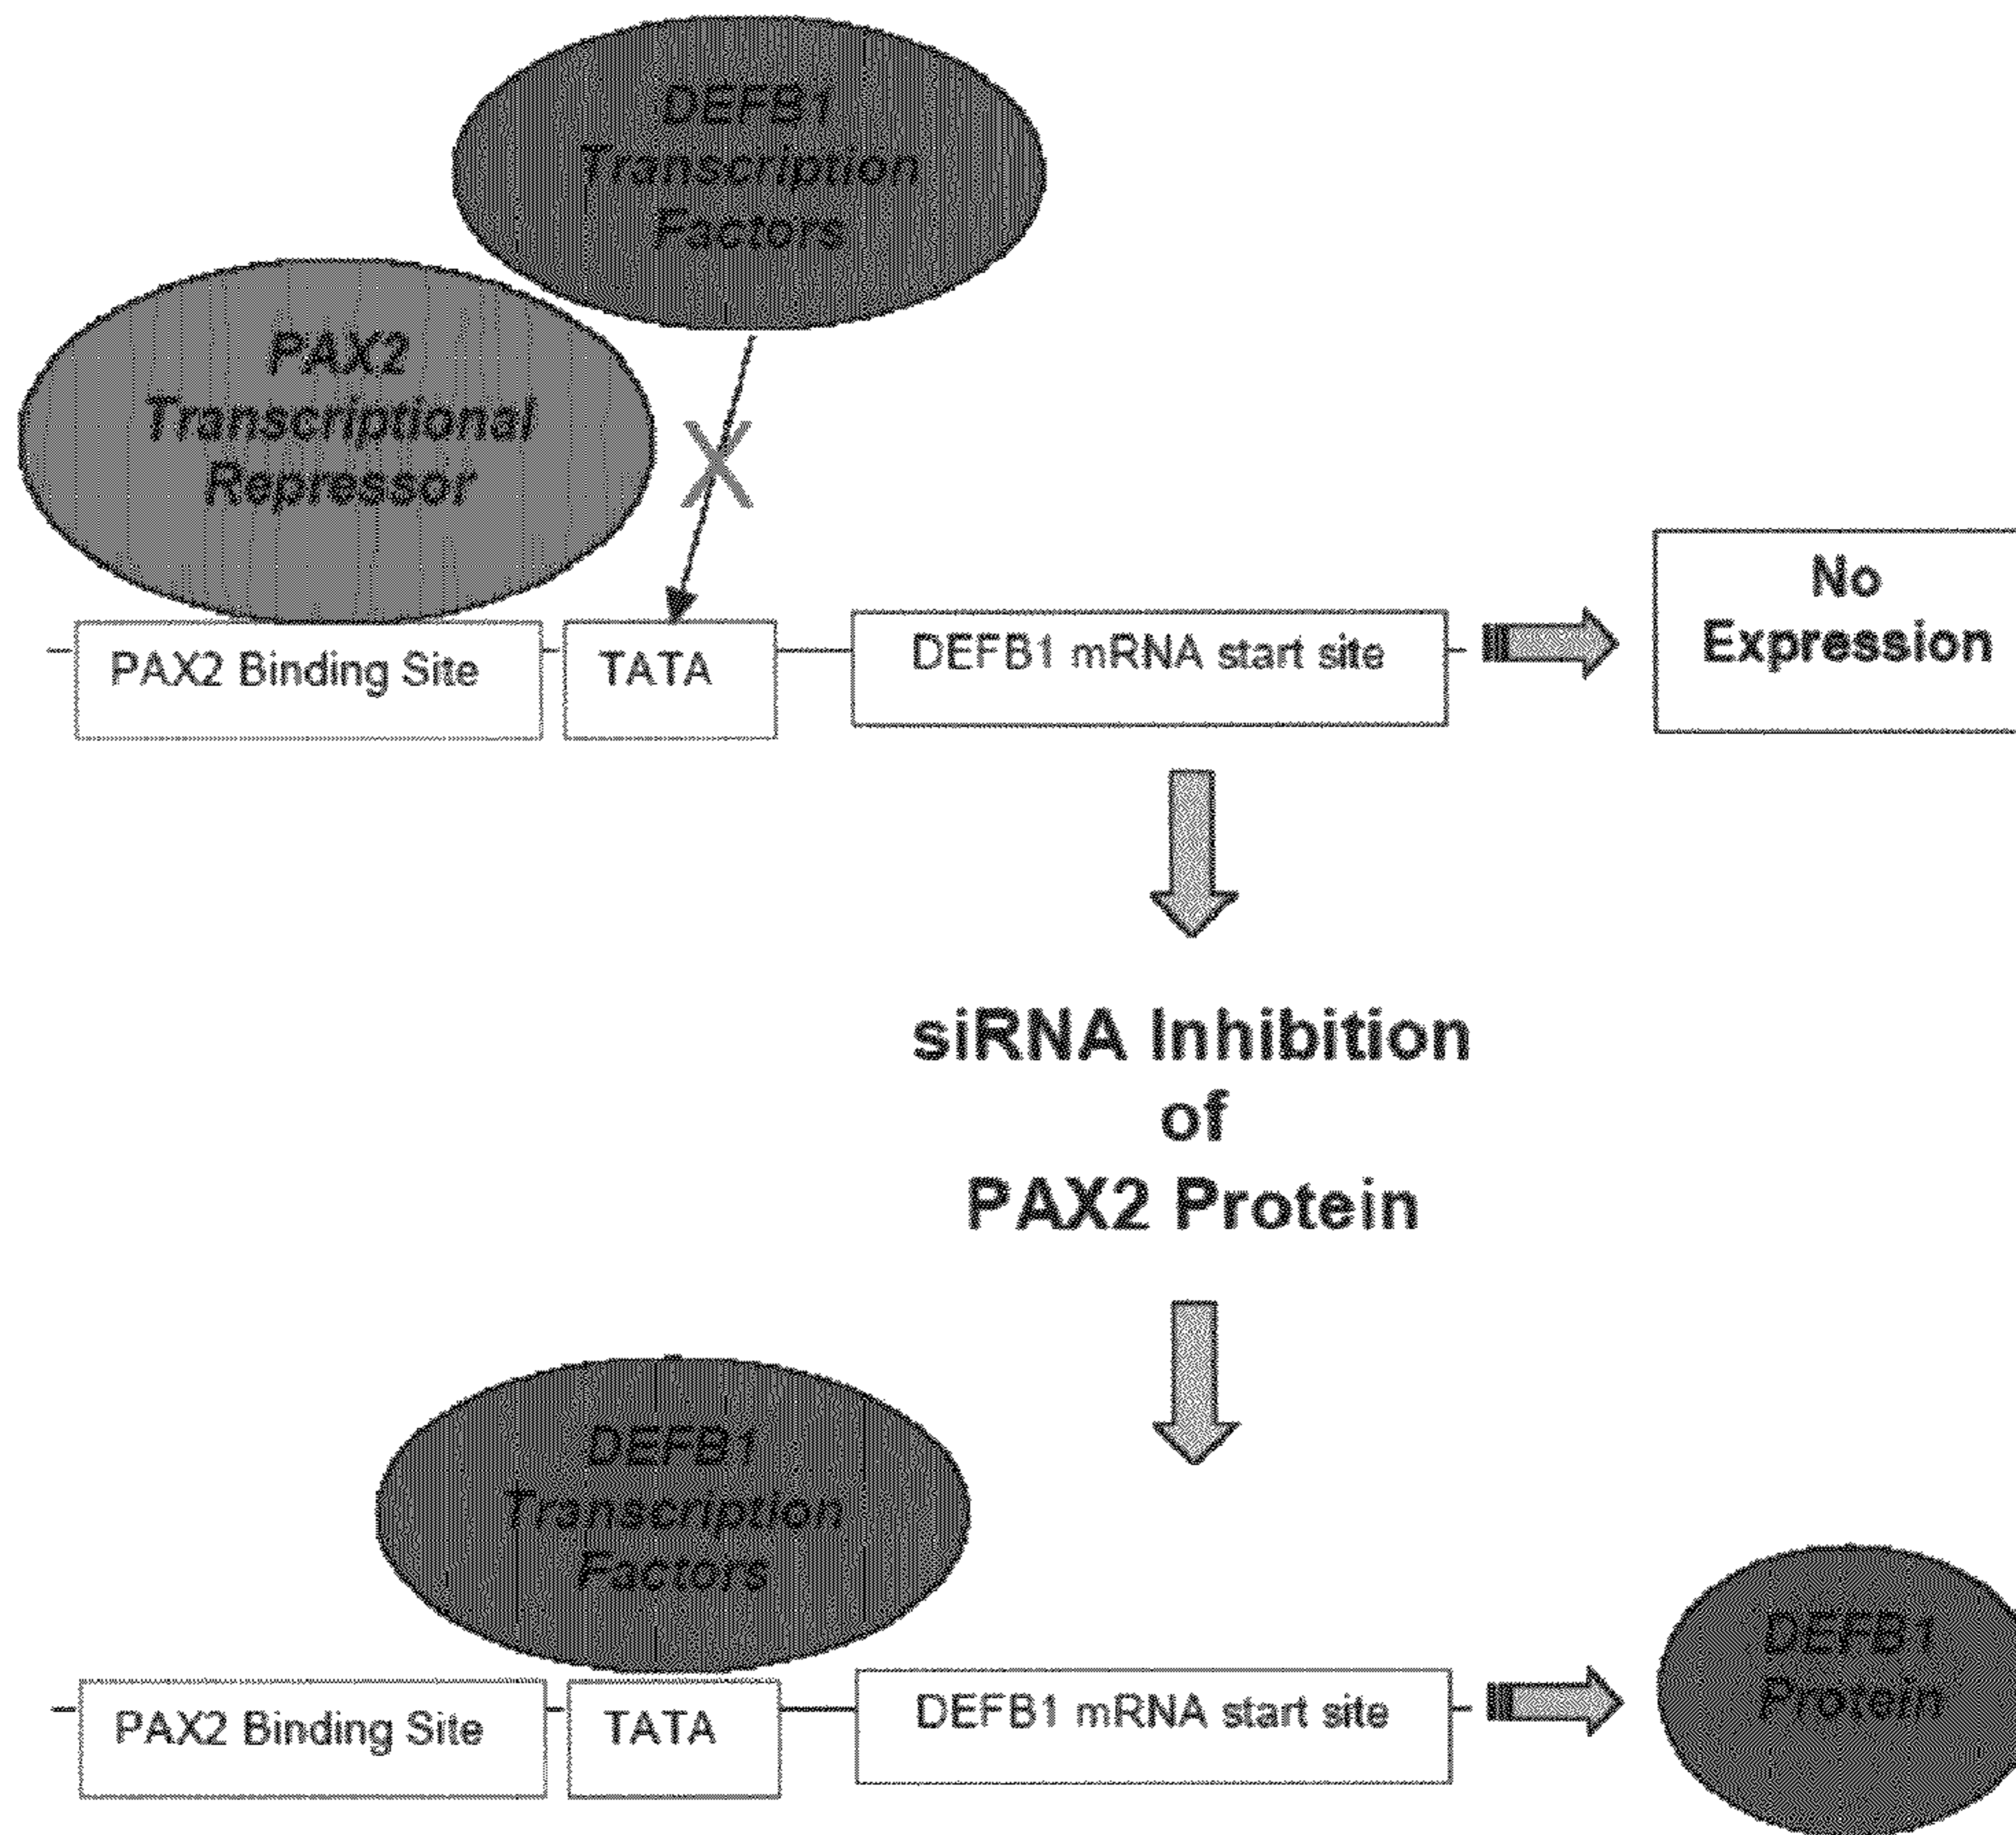 DEFB1
Transcription
Factors
PAX2
Transcriptional
Repressor
X
No
Expression
PAX2 Binding Site
TATA
DEFB1 mRNA start site
siRNA Inhibition
of
PAX2 Protein
DEFB1
Transcription
Factors
DEFB1
Protein
PAX2 Binding Site
TATA
DEFB1 mRNA start site